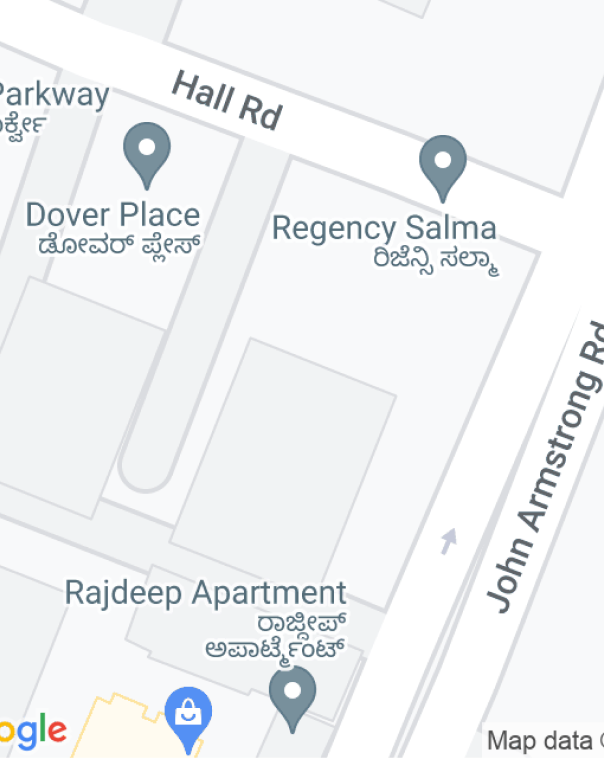 Hall Rd
Parkway
Dover Place
ಡೋವರ್ ಪ್ಲೇಸ್
Regency Salma
ರಿಜೆನ್ಸಿ ಸಲ್ಮಾ
John Armstrong Rd
Rajdeep Apartment
ರಾಜ್ದೀಪ್
ಅಪಾರ್ಟ್ಮೆಂಟ್
ogle
Map data ©